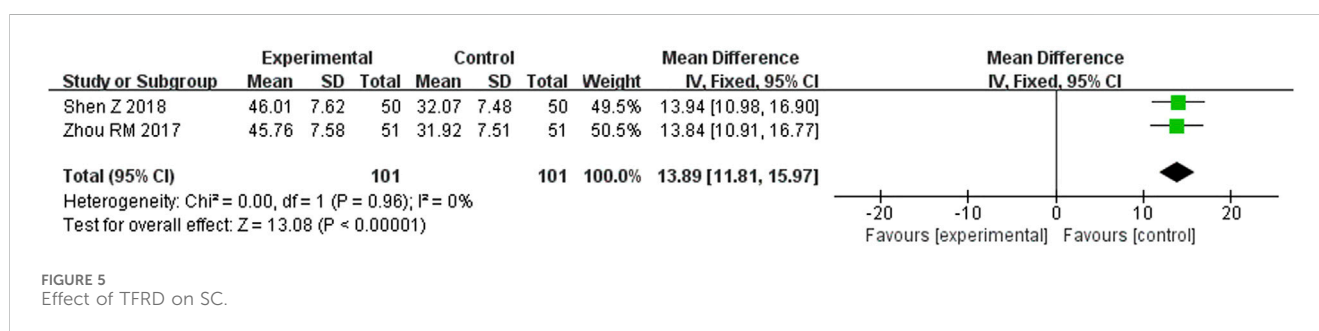 Experimental Control Mean Difference Mean Difference
Study or Subgroup Mean SD Total Mean SD Total Weight IV, Fixed, 95% CI IV, Fixed, 95% CI
Shen Z 2018 46.01 7.62 50 32.07 7.48 50 49.5% 13.94 [10.98, 16.90]
Zhou RM 2017 45.76 7.58 51 31.92 7.51 51 50.5% 13.84 [10.91, 16.77]
Total (95% CI) 101 101 100.0% 13.89 [11.81, 15.97]
Heterogeneity: Chi² = 0.00, df = 1 (P = 0.96); I² = 0%
Test for overall effect: Z = 13.08 (P < 0.00001)
-20 -10 0 10 20
Favours [experimental] Favours [control]
FIGURE 5
Effect of TFRD on SC.